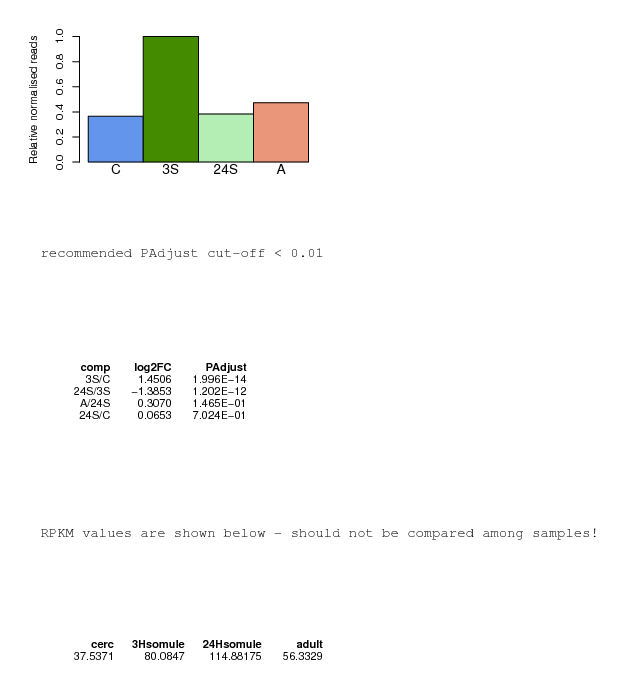 Relative normalised reads
1.0
0.8
0.6
0.4
0.2
0.0
C 3S 24S A
recommended PAdjust cut-off < 0.01
comp log2FC PAdjust
3S/C 1.4506 1.996E-14
24S/3S -1.3853 1.202E-12
A/24S 0.3070 1.465E-01
24S/C 0.0653 7.024E-01
RPKM values are shown below - should not be compared among samples!
cerc 3Hsomule 24Hsomule adult
37.5371 80.0847 114.88175 56.3329